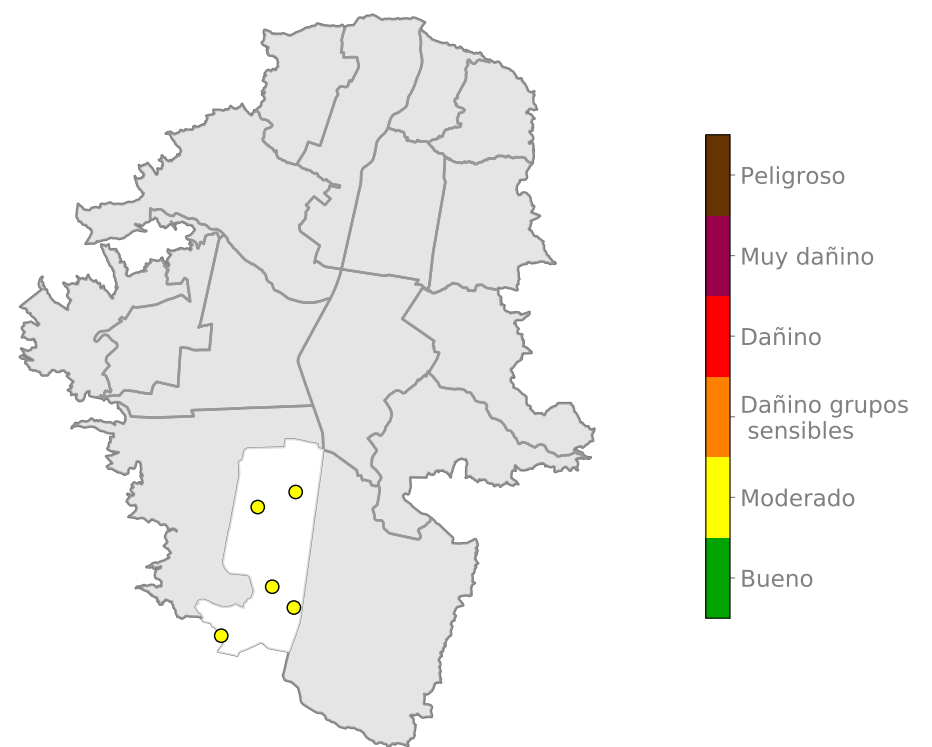 Peligroso
Muy dañino
Dañino
Dañino grupos
sensibles
Moderado
Bueno